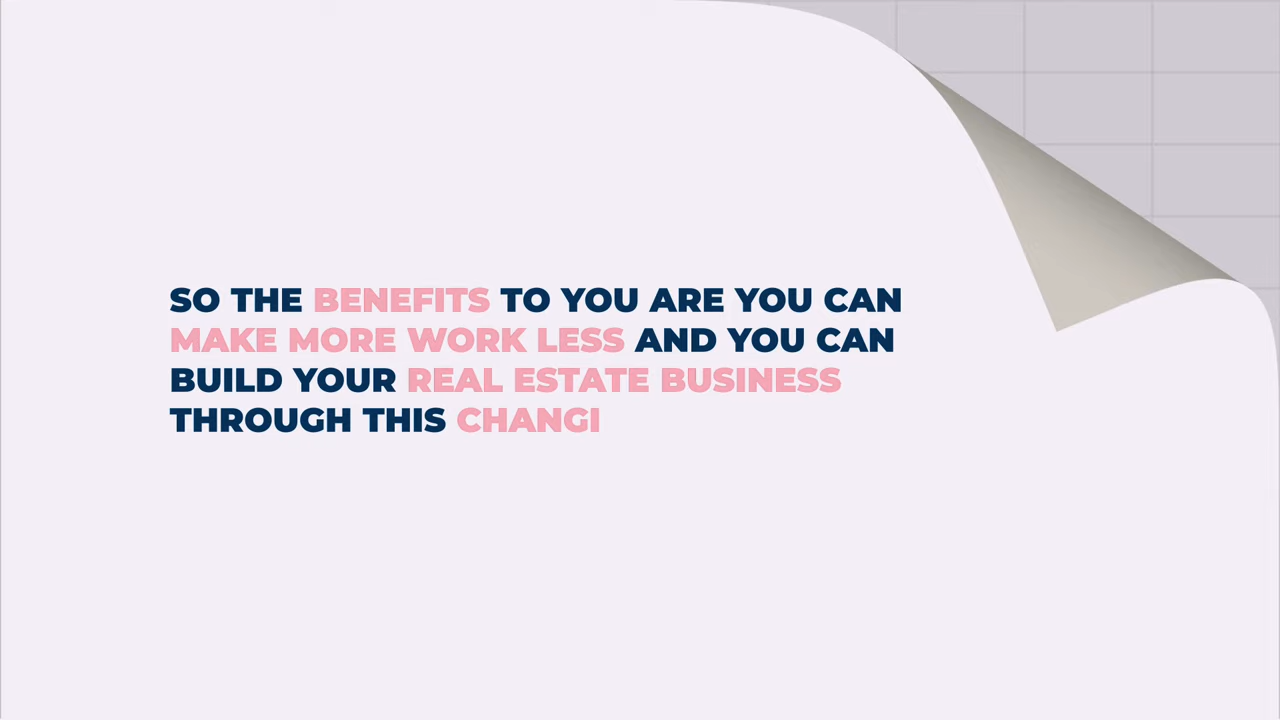 SO THE BENEFITS TO YOU ARE YOU CAN
MAKE MORE WORK LESS AND YOU CAN
BUILD YOUR REAL ESTATE BUSINESS
THROUGH THIS CHANGI